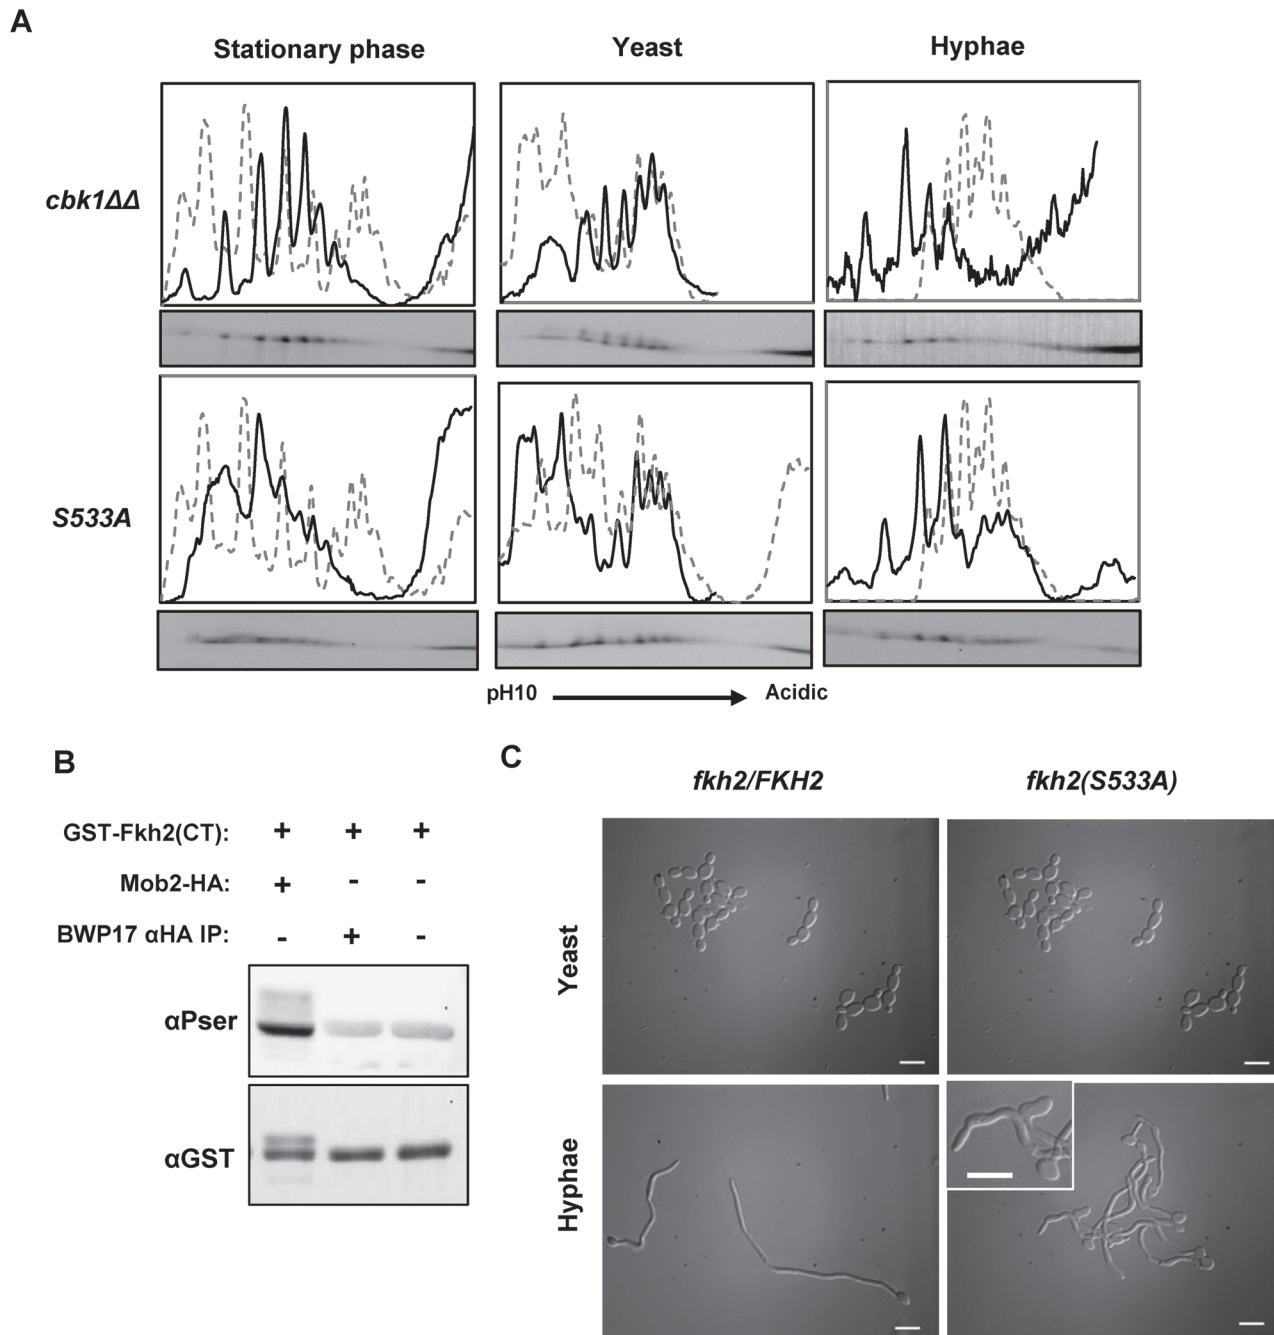 A
Stationary phase
Yeast
Hyphae
cbk1ΔΔ
S533A
pH10
Acidic
B
GST-Fkh2(CT): + + +
Mob2-HA: + - -
BWP17 αHA IP: - + -
αPser
αGST
C
fkh2/FKH2
fkh2(S533A)
Yeast
Hyphae